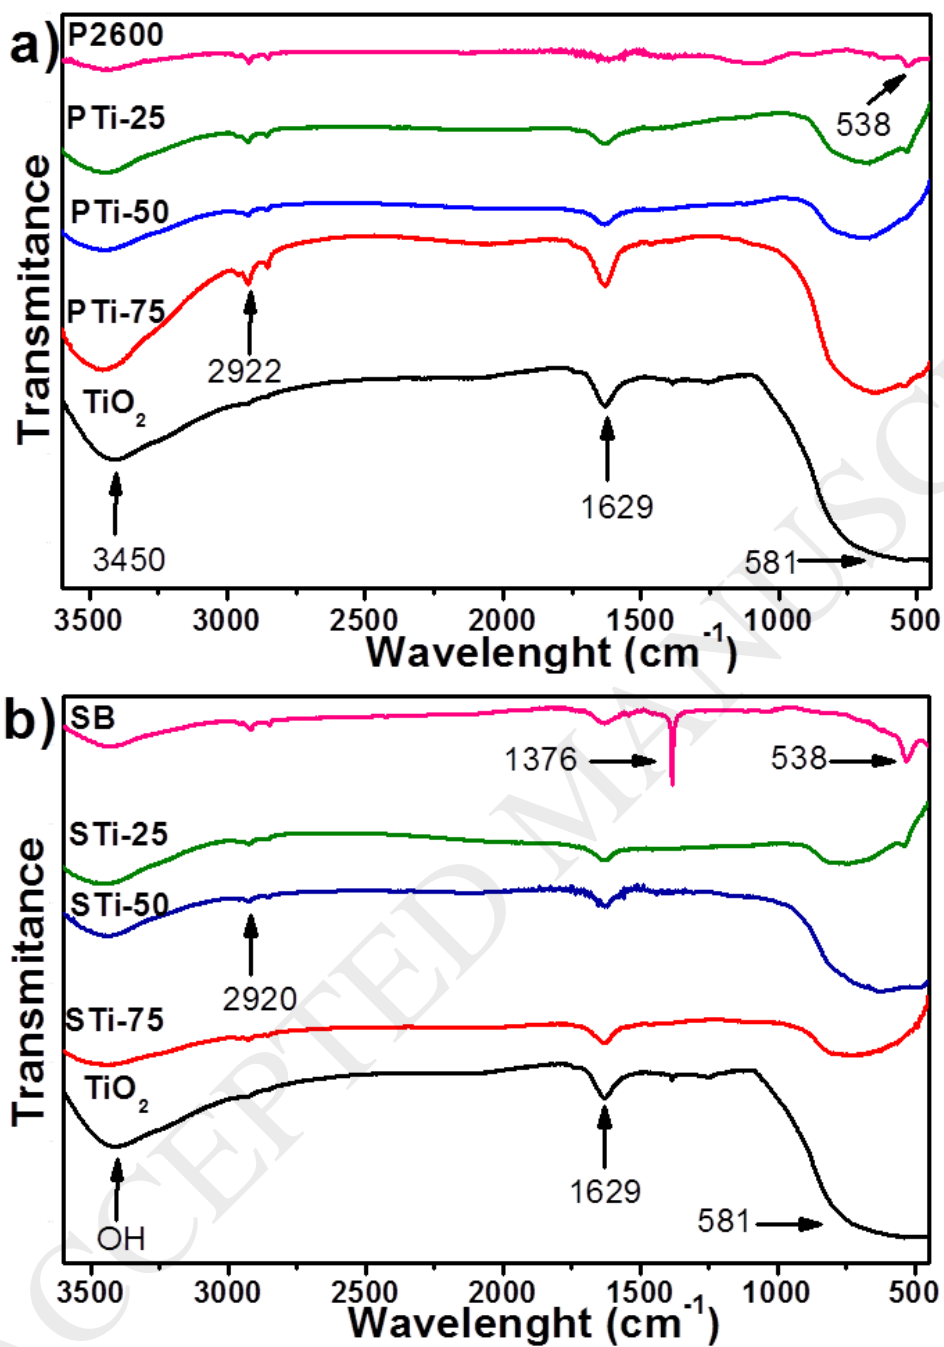 a)
P2600
538
PTi-25
PTi-50
PTi-75
2922
TiO2
1629
3450
581
Transmitance
3500 3000 2500 2000 1500 1000 500
Wavelenght (cm-1)
b)
SB
1376
538
STi-25
STi-50
2920
STi-75
TiO2
1629
581
OH
Transmitance
3500 3000 2500 2000 1500 1000 500
Wavelenght (cm-1)
ACCEPTED MANUSC